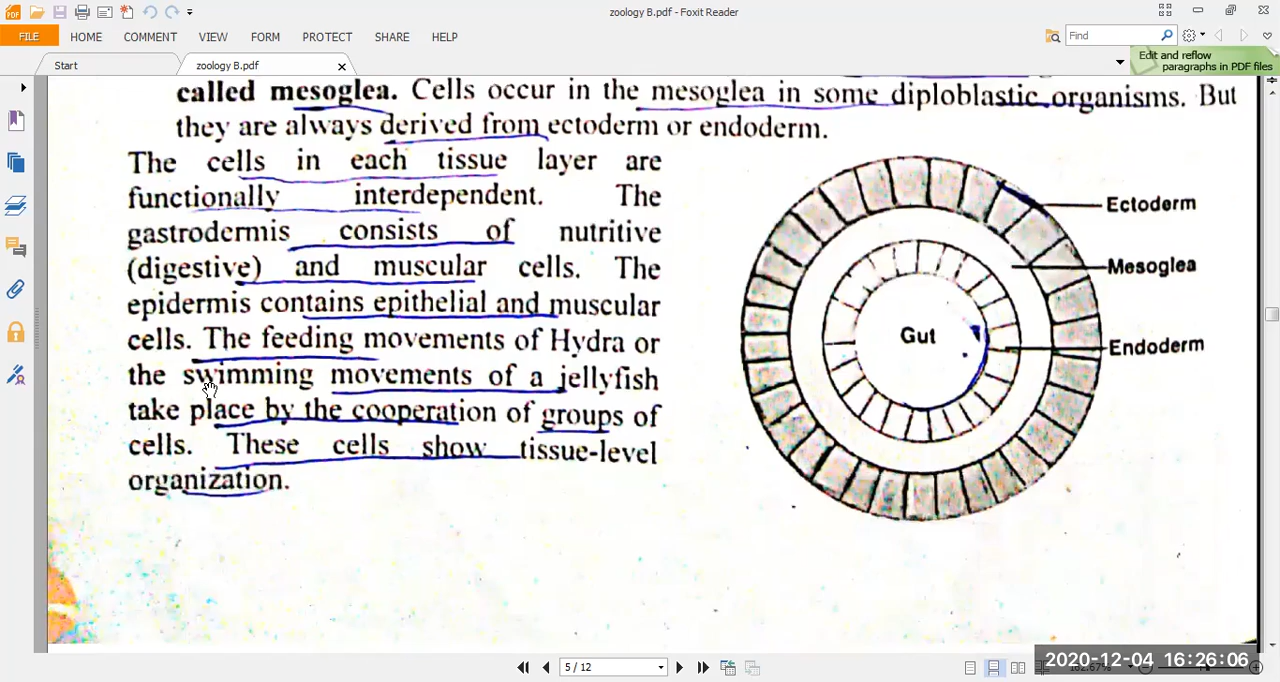 zoology B.pdf - Foxit Reader
FILE HOME COMMENT VIEW FORM PROTECT SHARE HELP
Find
Edit and reflow
paragraphs in PDF files
Start
zoology B.pdf
called mesoglea. Cells occur in the mesoglea in some diploblastic organisms. But
they are always derived from ectoderm or endoderm.
The cells in each tissue layer are
functionally interdependent. The
gastrodermis consists of nutritive
(digestive) and muscular cells. The
epidermis contains epithelial and muscular
cells. The feeding movements of Hydra or
the swimming movements of a jellyfish
take place by the cooperation of groups of
cells. These cells show tissue-level
organization.
Ectoderm
Mesoglea
Gut
Endoderm
5 / 12
2020-12-04 16:26:06